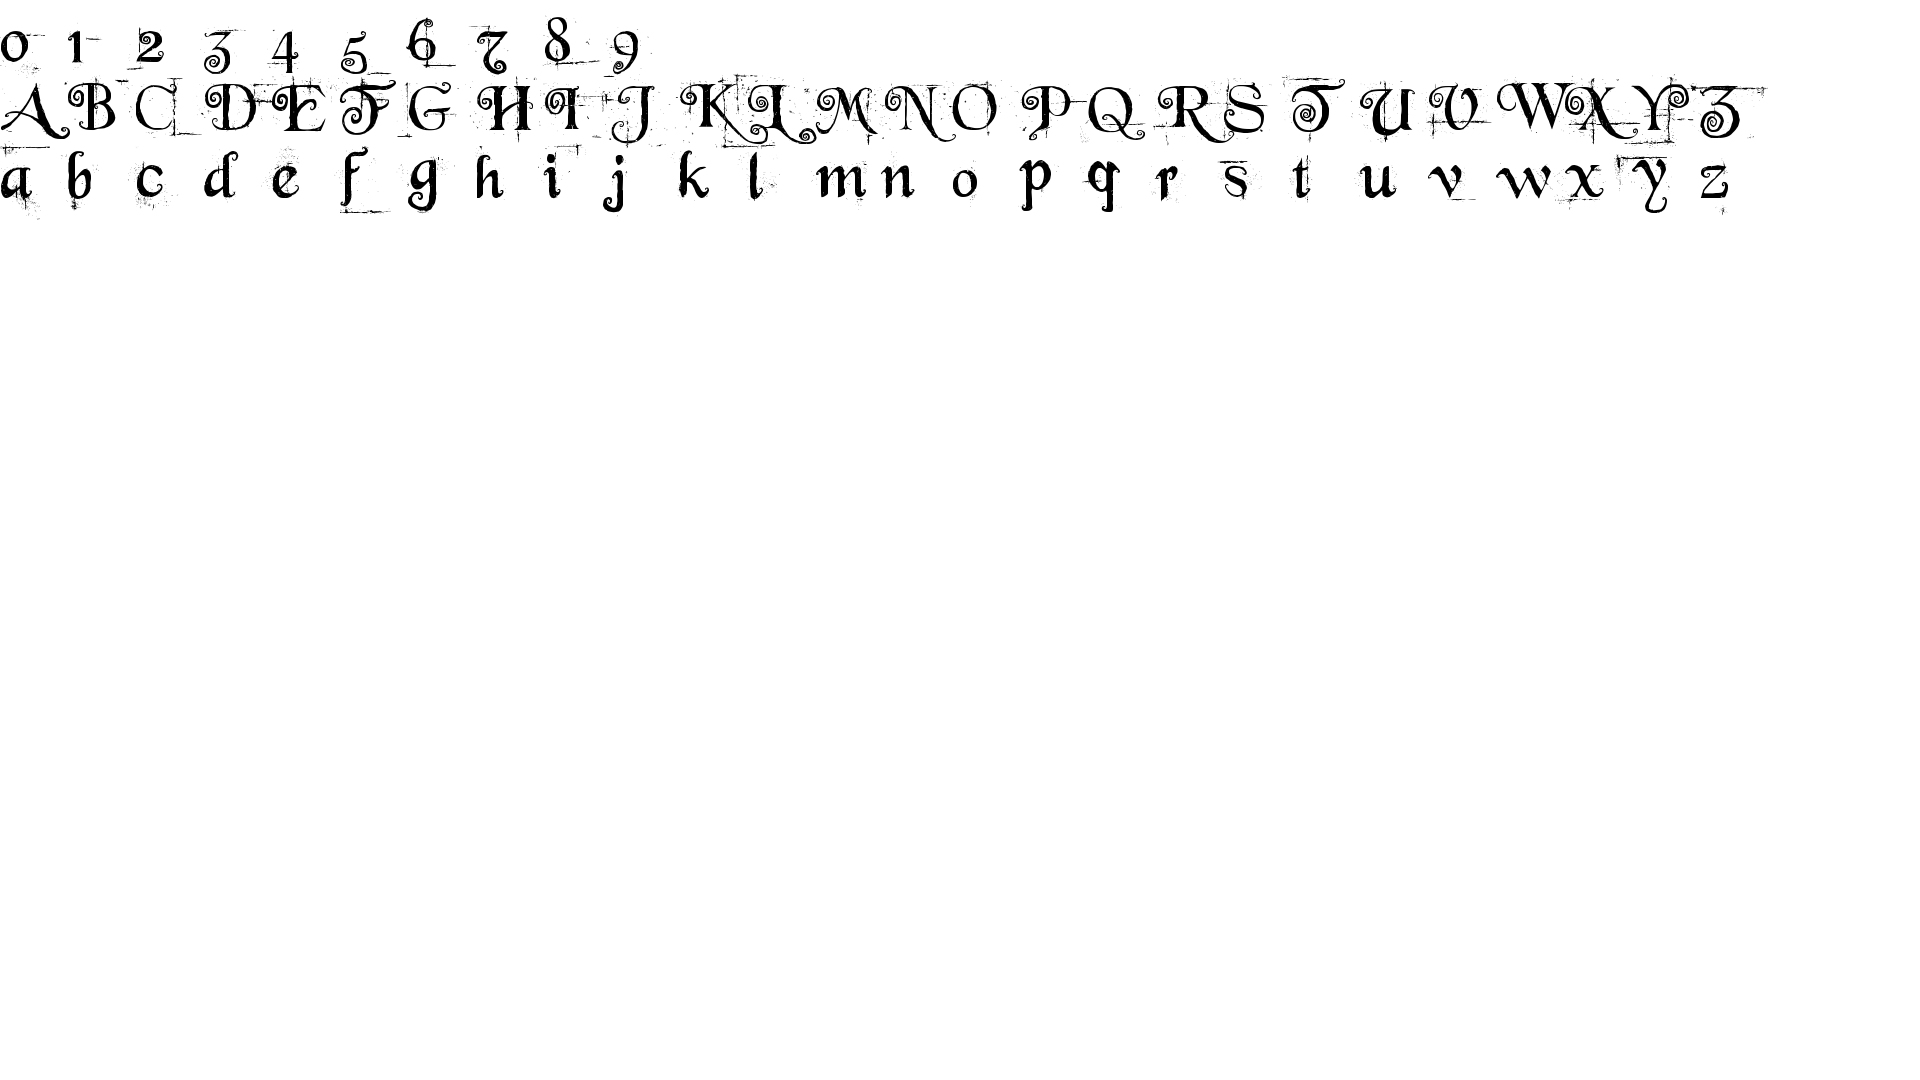 0 1 2 3 4 5 6 7 8 9
A B C D E F G H I J K L M N O P Q R S T U V W X Y Z
a b c d e f g h i j k l m n o p q r s t u v w x y z